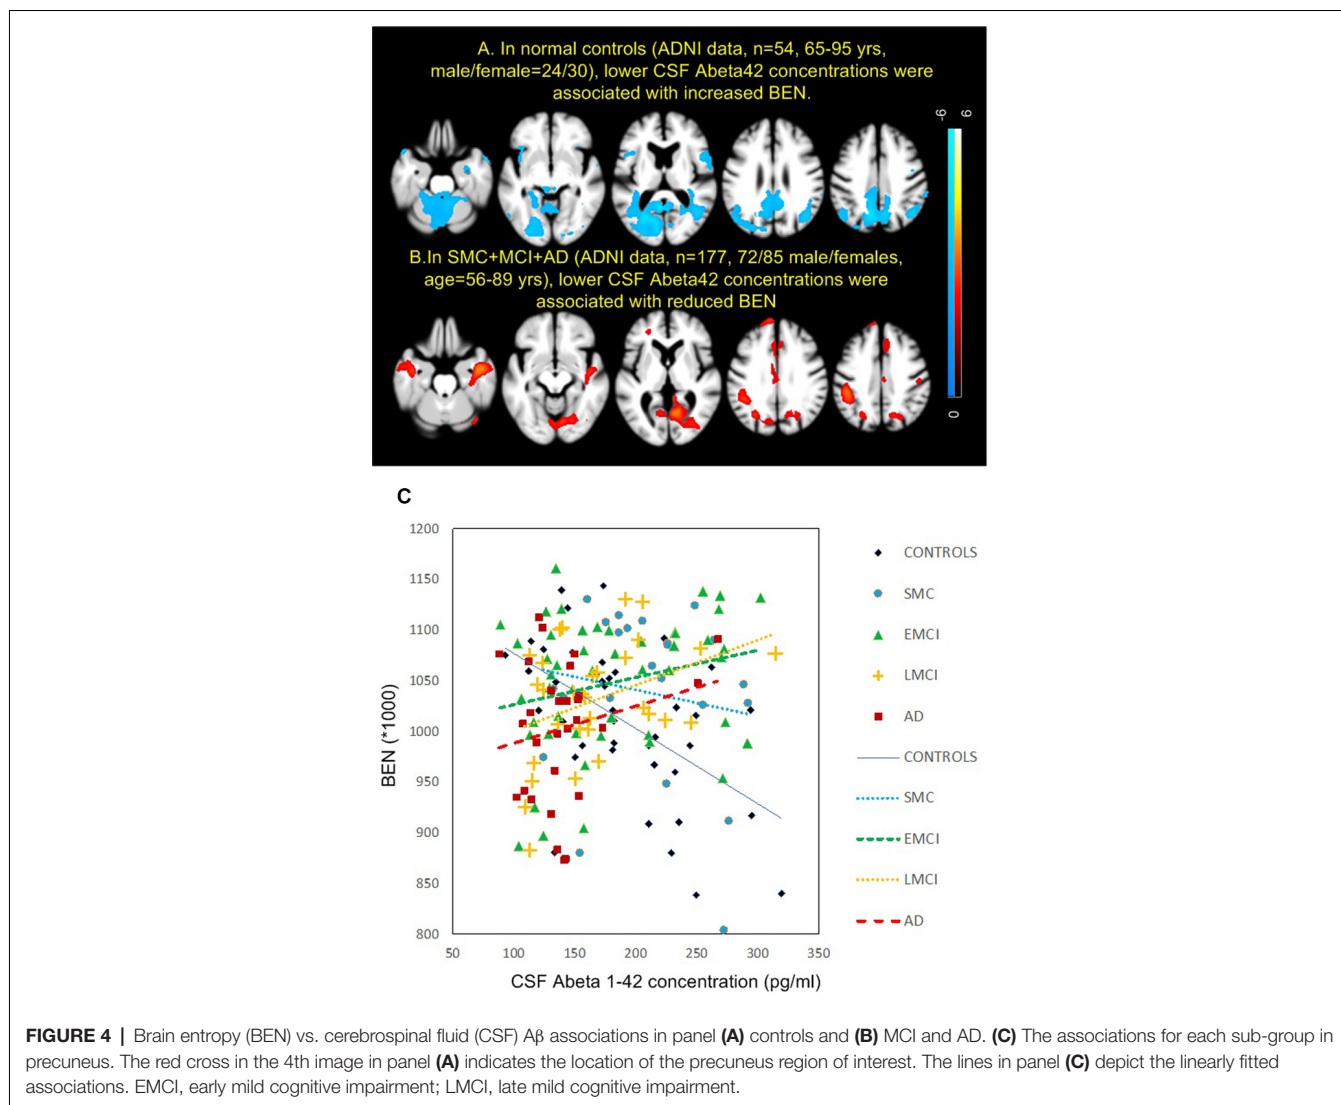 A. In normal controls (ADNI data, n=54, 65-95 yrs,
male/female=24/30), lower CSF Abeta42 concentrations were
associated with increased BEN.
-6 6
0
B.In SMC+MCI+AD (ADNI data, n=177, 72/85 male/females,
age=56-89 yrs), lower CSF Abeta42 concentrations were
associated with reduced BEN
C
1200
1150
1100
1050
1000
950
900
850
800
BEN (*1000)
50 100 150 200 250 300 350
CSF Abeta 1-42 concentration (pg/ml)
CONTROLS
SMC
EMCI
LMCI
AD
CONTROLS
SMC
EMCI
LMCI
AD
FIGURE 4 | Brain entropy (BEN) vs. cerebrospinal fluid (CSF) Aβ associations in panel (A) controls and (B) MCI and AD. (C) The associations for each sub-group in
precuneus. The red cross in the 4th image in panel (A) indicates the location of the precuneus region of interest. The lines in panel (C) depict the linearly fitted
associations. EMCI, early mild cognitive impairment; LMCI, late mild cognitive impairment.